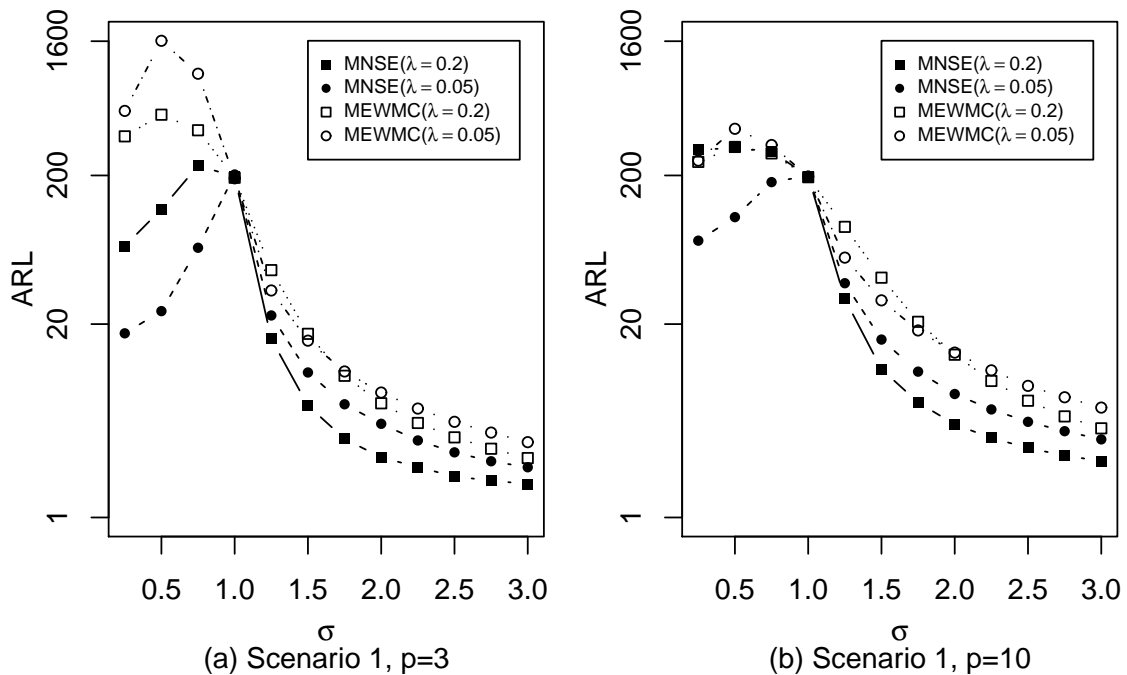 1600
200
20
1
ARL
MNSE(λ = 0.2)
MNSE(λ = 0.05)
MEWMC(λ = 0.2)
MEWMC(λ = 0.05)
0.5 1.0 1.5 2.0 2.5 3.0
σ
(a) Scenario 1, p=3
1600
200
20
1
ARL
MNSE(λ = 0.2)
MNSE(λ = 0.05)
MEWMC(λ = 0.2)
MEWMC(λ = 0.05)
0.5 1.0 1.5 2.0 2.5 3.0
σ
(b) Scenario 1, p=10